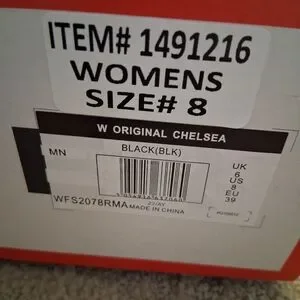 ITEM# 1491216
WOMENS
SIZE# 8
W ORIGINAL CHELSEA
MN
BLACK(BLK)
UK
6
US
8
EU
39
WFS2078RMA
MADE IN CHINA